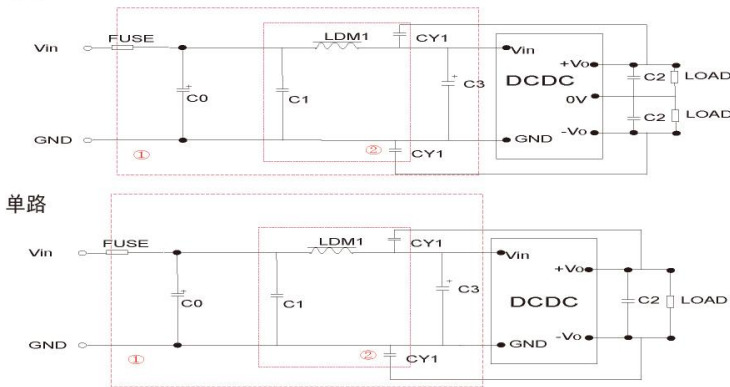 Vin FUSE LDM1 CY1 Vin +Vo
C0 C1 C3 DCDC C2 LOAD
0V
C2 LOAD
GND ① ② CY1 GND -Vo
单路
Vin FUSE LDM1 CY1 Vin +Vo
C0 C1 C3 DCDC C2 LOAD
GND ① ② CY1 GND -Vo